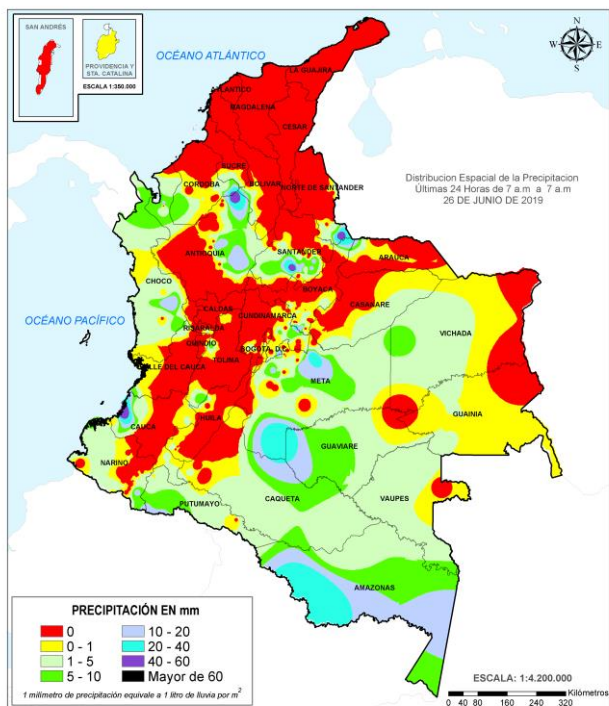 SAN ANDRÉS
PROVIDENCIA Y
STA. CATALINA
ESCALA 1:350.000
OCÉANO ATLÁNTICO
N
W
E
S
LA GUAJIRA
ATLANTICO
MAGDALENA
CESAR
Distribucion Espacial de la Precipitacion
Últimas 24 Horas de 7 a.m a 7 a.m
26 DE JUNIO DE 2019
SUCRE
CORDOBA
BOLIVAR
NORTE DE SANTANDER
ANTIOQUIA
SANTANDER
ARAUCA
CHOCO
BOYACA
CASANARE
OCÉANO PACÍFICO
CALDAS
CUNDINAMARCA
RISARALDA
VICHADA
QUINDIO
BOGOTA, D.C.
TOLIMA
VALLE DEL CAUCA
META
GUAINIA
CAUCA
HUILA
GUAVIARE
NARIÑO
CAQUETA
VAUPES
PUTUMAYO
AMAZONAS
PRECIPITACIÓN EN mm
0
10 - 20
0 - 1
20 - 40
1 - 5
40 - 60
5 - 10
Mayor de 60
1 milímetro de precipitación equivale a 1 litro de lluvia por m²
ESCALA: 1:4.200.000
Kilómetros
0 40 80 160 240 320